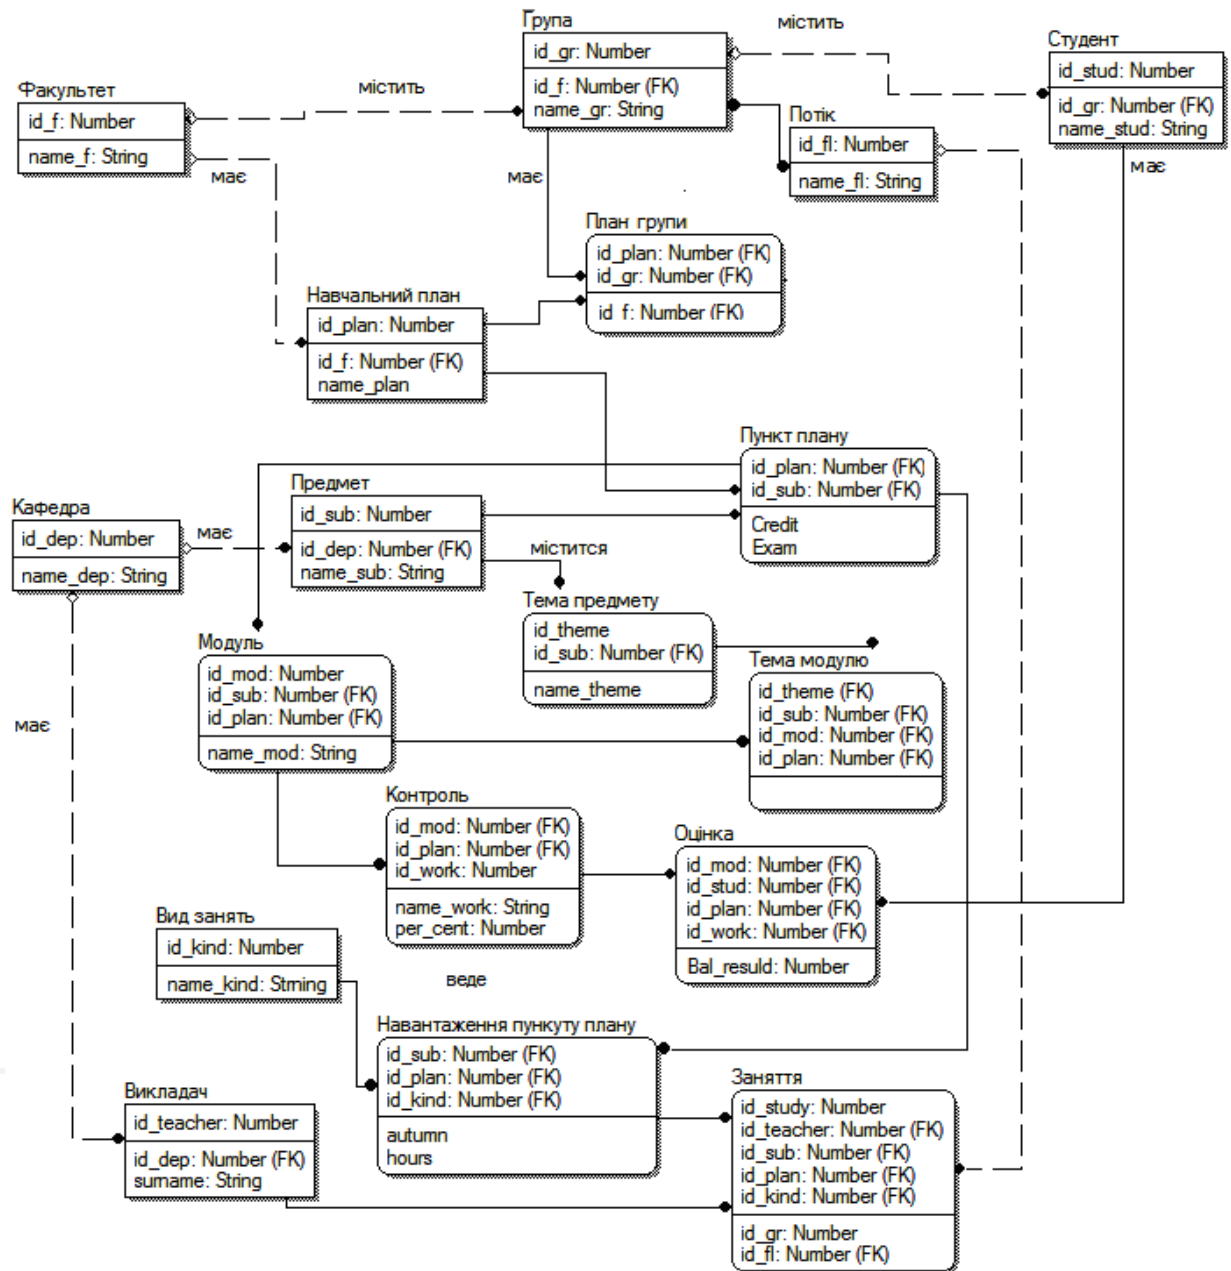 Група
id_gr: Number
id_f: Number (FK)
name_gr: String
містить
Студент
id_stud: Number
id_gr: Number (FK)
name_stud: String
має
Факультет
id_f: Number
name_f: String
містить
має
Потік
id_fl: Number
name_fl: String
має
План групи
id_plan: Number (FK)
id_gr: Number (FK)
id_f: Number (FK)
Навчальний план
id_plan: Number
id_f: Number (FK)
name_plan
Пункт плану
id_plan: Number (FK)
id_sub: Number (FK)
Credit
Exam
Предмет
id_sub: Number
id_dep: Number (FK)
name_sub: String
Кафедра
id_dep: Number
name_dep: String
має
містится
Тема предмету
id_theme
id_sub: Number (FK)
name_theme
Тема модулю
id_theme (FK)
id_sub: Number (FK)
id_mod: Number (FK)
id_plan: Number (FK)
Модуль
id_mod: Number
id_sub: Number (FK)
id_plan: Number (FK)
name_mod: String
має
Контроль
id_mod: Number (FK)
id_plan: Number (FK)
id_work: Number
name_work: String
per_cent: Number
Оцінка
id_mod: Number (FK)
id_stud: Number (FK)
id_plan: Number (FK)
id_work: Number (FK)
Bal_resuld: Number
Вид занять
id_kind: Number
name_kind: Strning
веде
Навантаження пункуту плану
id_sub: Number (FK)
id_plan: Number (FK)
id_kind: Number (FK)
autumn
hours
Викладач
id_teacher: Number
id_dep: Number (FK)
surname: String
Заняття
id_study: Number
id_teacher: Number (FK)
id_sub: Number (FK)
id_plan: Number (FK)
id_kind: Number (FK)
id_gr: Number
id_fl: Number (FK)